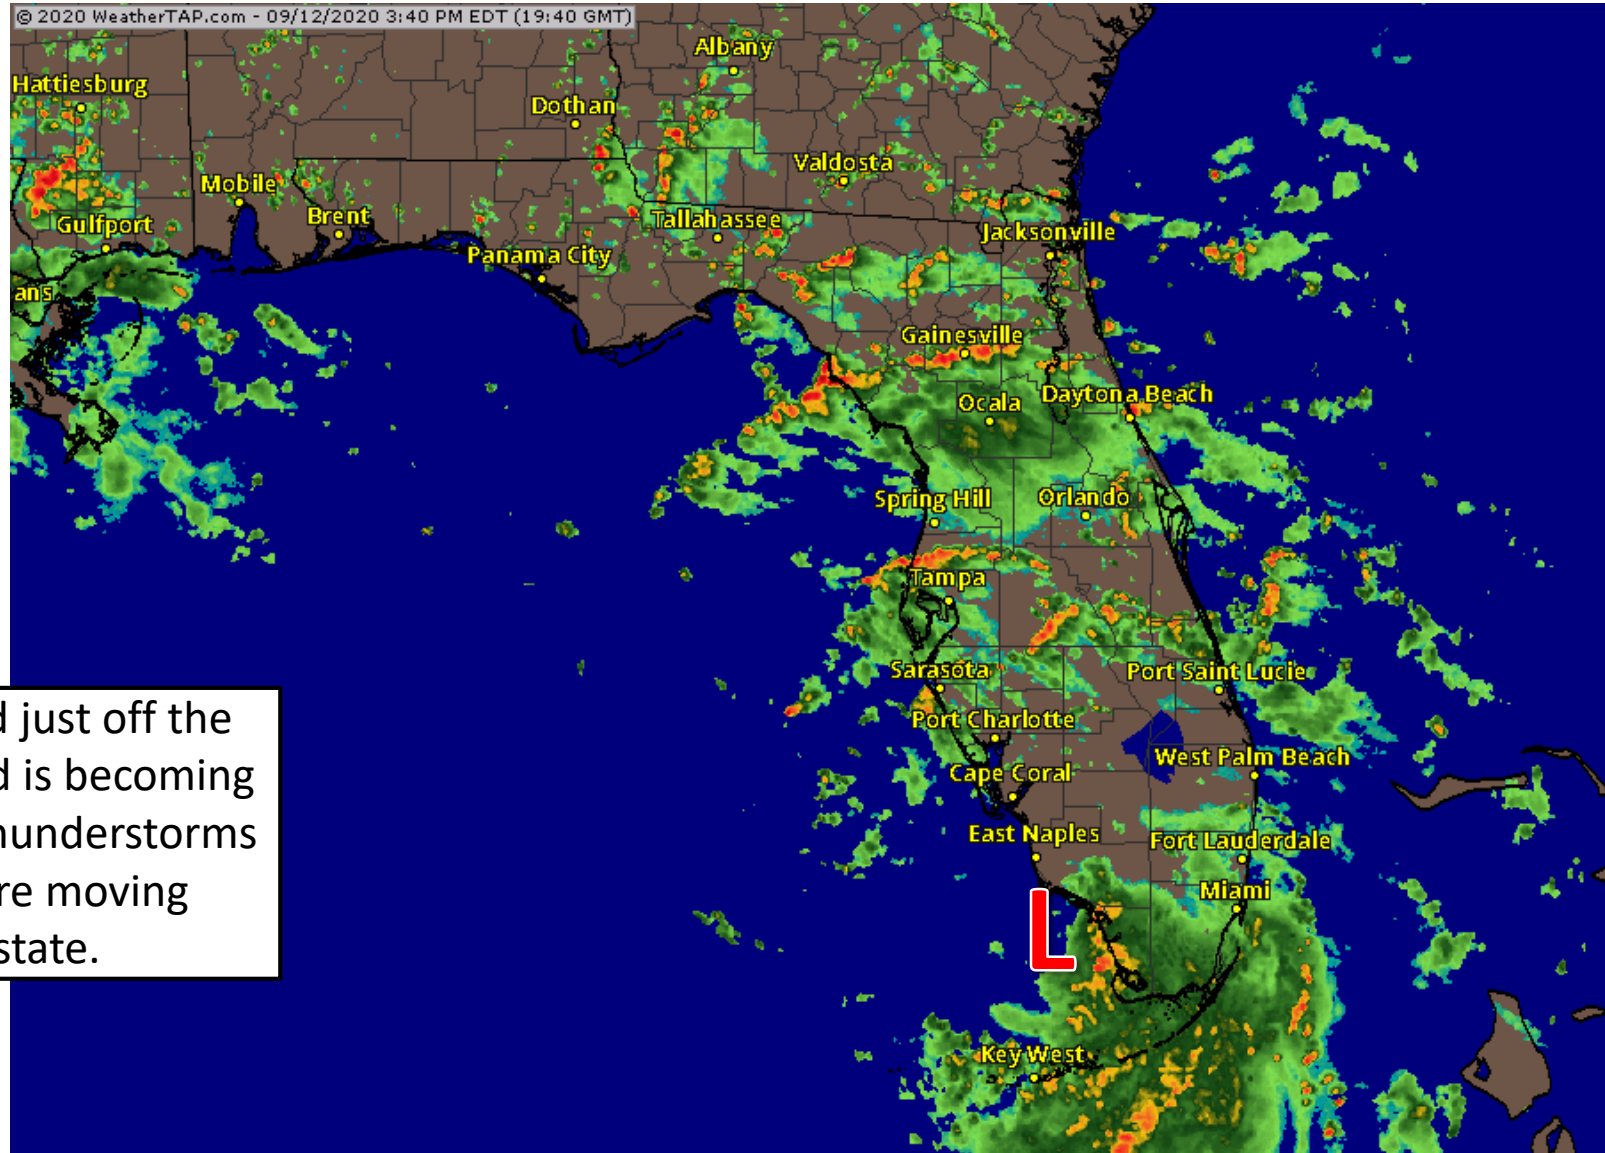 © 2020 WeatherTAP.com - 09/12/2020 3:40 PM EDT (19:40 GMT)
Albany
Hattiesburg
Dothan
Valdosta
Mobile
Brent
Tallahassee
Gulfport
Jacksonville
Panama City
ans
Gainesville
Ocala
Daytona Beach
Spring Hill
Orlando
Tampa
Sarasota
Port Saint Lucie
just off the
is becoming
understorms
re moving
state.
Port Charlotte
West Palm Beach
Cape Coral
East Naples
Fort Lauderdale
Miami
L
Key West